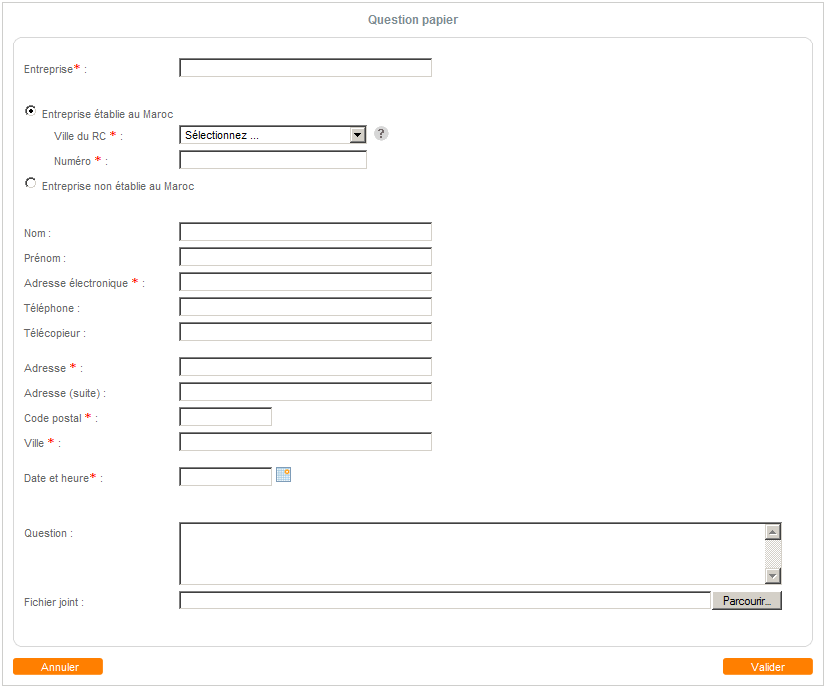 Question papier
Entreprise* :
Entreprise établie au Maroc
Ville du RC * :
Sélectionnez ...
?
Numéro * :
Entreprise non établie au Maroc
Nom :
Prénom :
Adresse électronique * :
Téléphone :
Télécopieur :
Adresse * :
Adresse (suite) :
Code postal * :
Ville * :
Date et heure* :
Question :
Fichier joint :
Parcourir...
Annuler
Valider